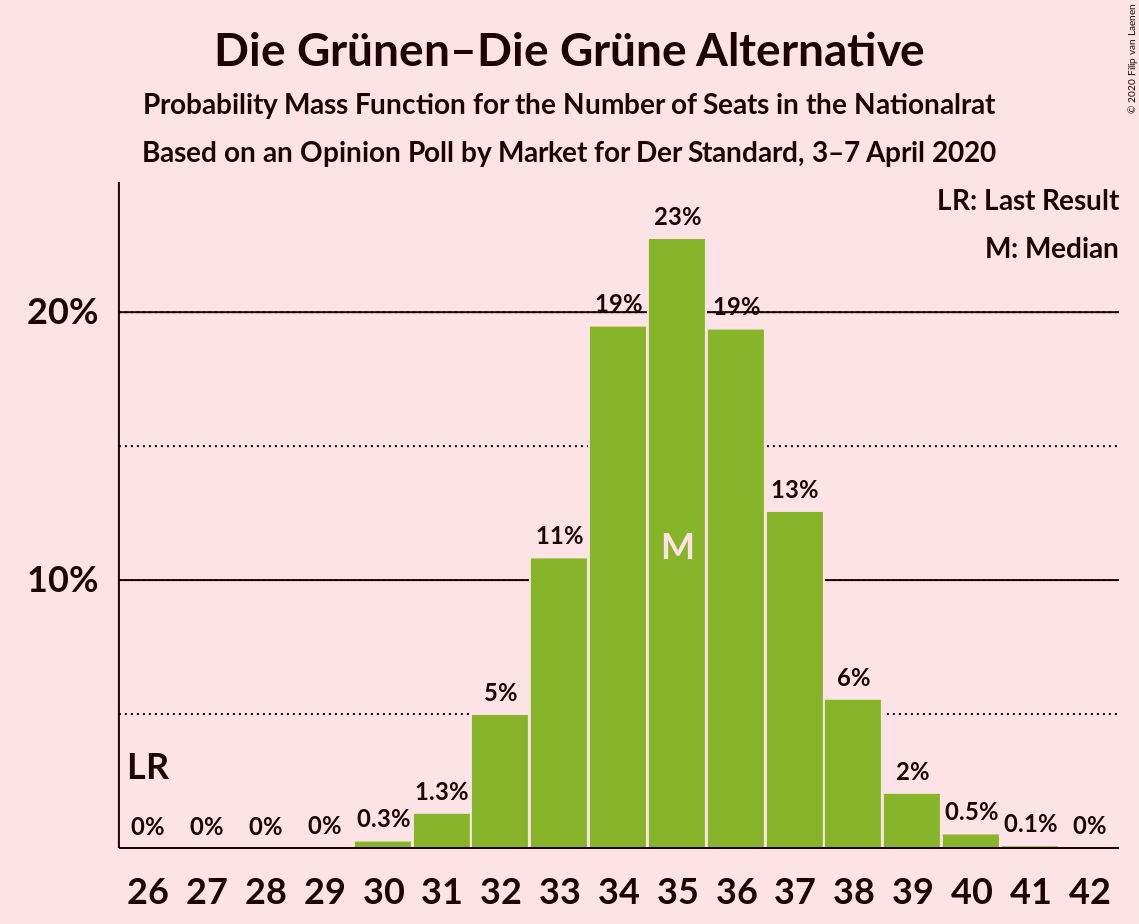 Die Grünen–Die Grüne Alternative
Probability Mass Function for the Number of Seats in the Nationalrat
Based on an Opinion Poll by Market for Der Standard, 3–7 April 2020
© 2020 Filip van Laenen
LR: Last Result
M: Median
23%
20%
19%
19%
13%
11%
M
10%
6%
5%
LR
2%
1.3%
0.3%
0.5%
0.1%
0%
0%
0%
0%
0%
26 27 28 29 30 31 32 33 34 35 36 37 38 39 40 41 42